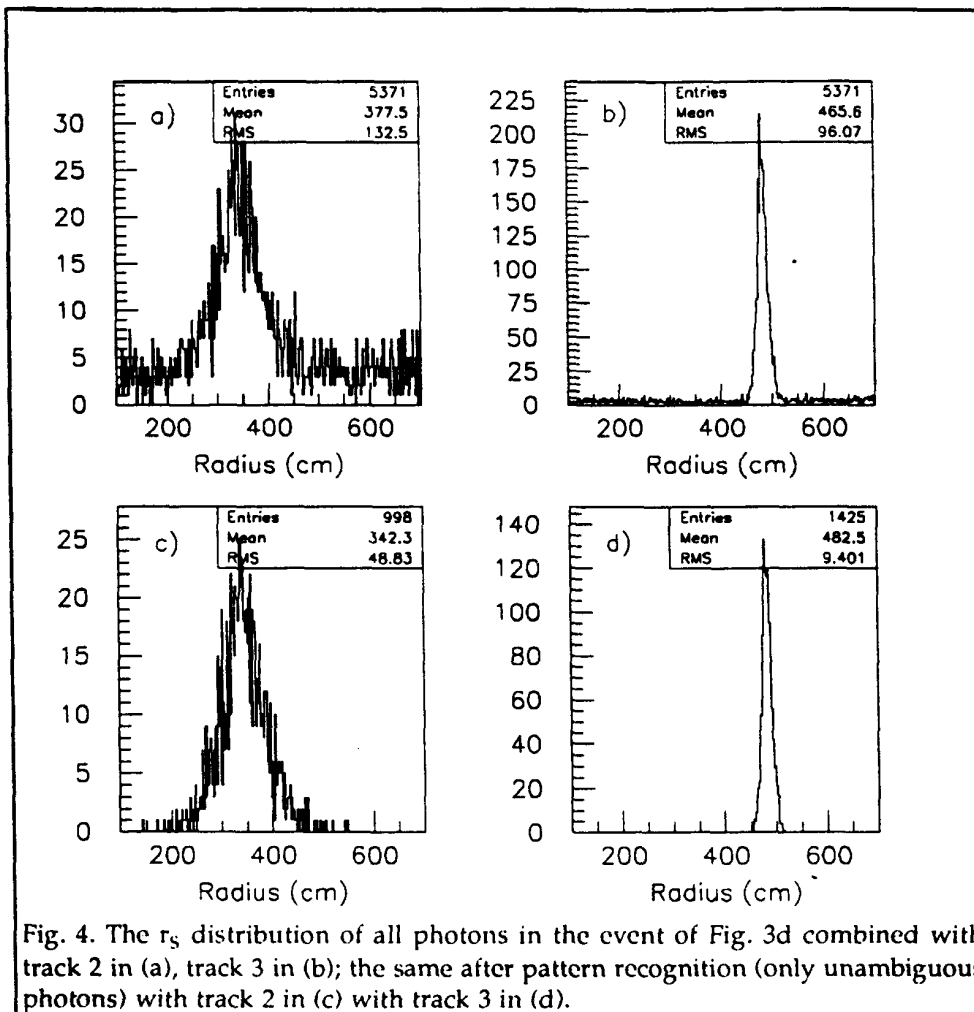 a)
Entries 5371
Mean 377.5
RMS 132.5
30
25
20
15
10
5
0
200 400 600
Radius (cm)
b)
Entries 5371
Mean 465.6
RMS 96.07
225
200
175
150
125
100
75
50
25
0
200 400 600
Radius (cm)
c)
Entries 998
Mean 342.3
RMS 48.83
25
20
15
10
5
0
200 400 600
Radius (cm)
d)
Entries 1425
Mean 482.5
RMS 9.401
140
120
100
80
60
40
20
0
200 400 600
Radius (cm)
Fig. 4. The rs distribution of all photons in the event of Fig. 3d combined with
track 2 in (a), track 3 in (b); the same after pattern recognition (only unambiguous
photons) with track 2 in (c) with track 3 in (d).